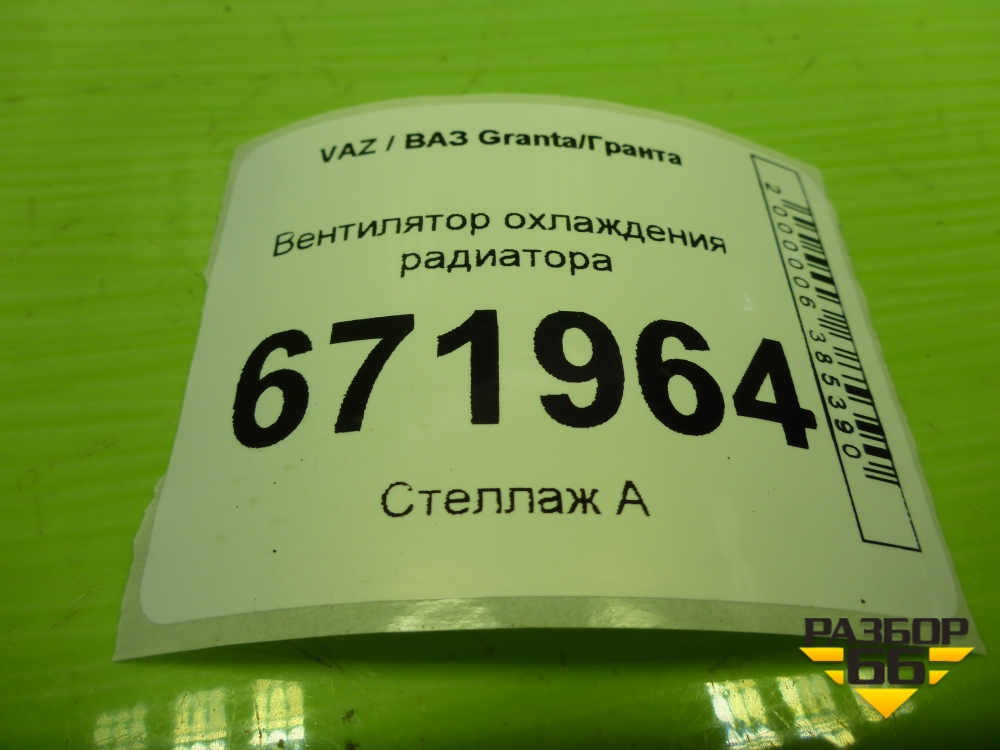 VAZ / ВАЗ Granta/Гранта
Вентилятор охлаждения
радиатора
671964
Стеллаж А
2000006385390
РАЗБОР
66